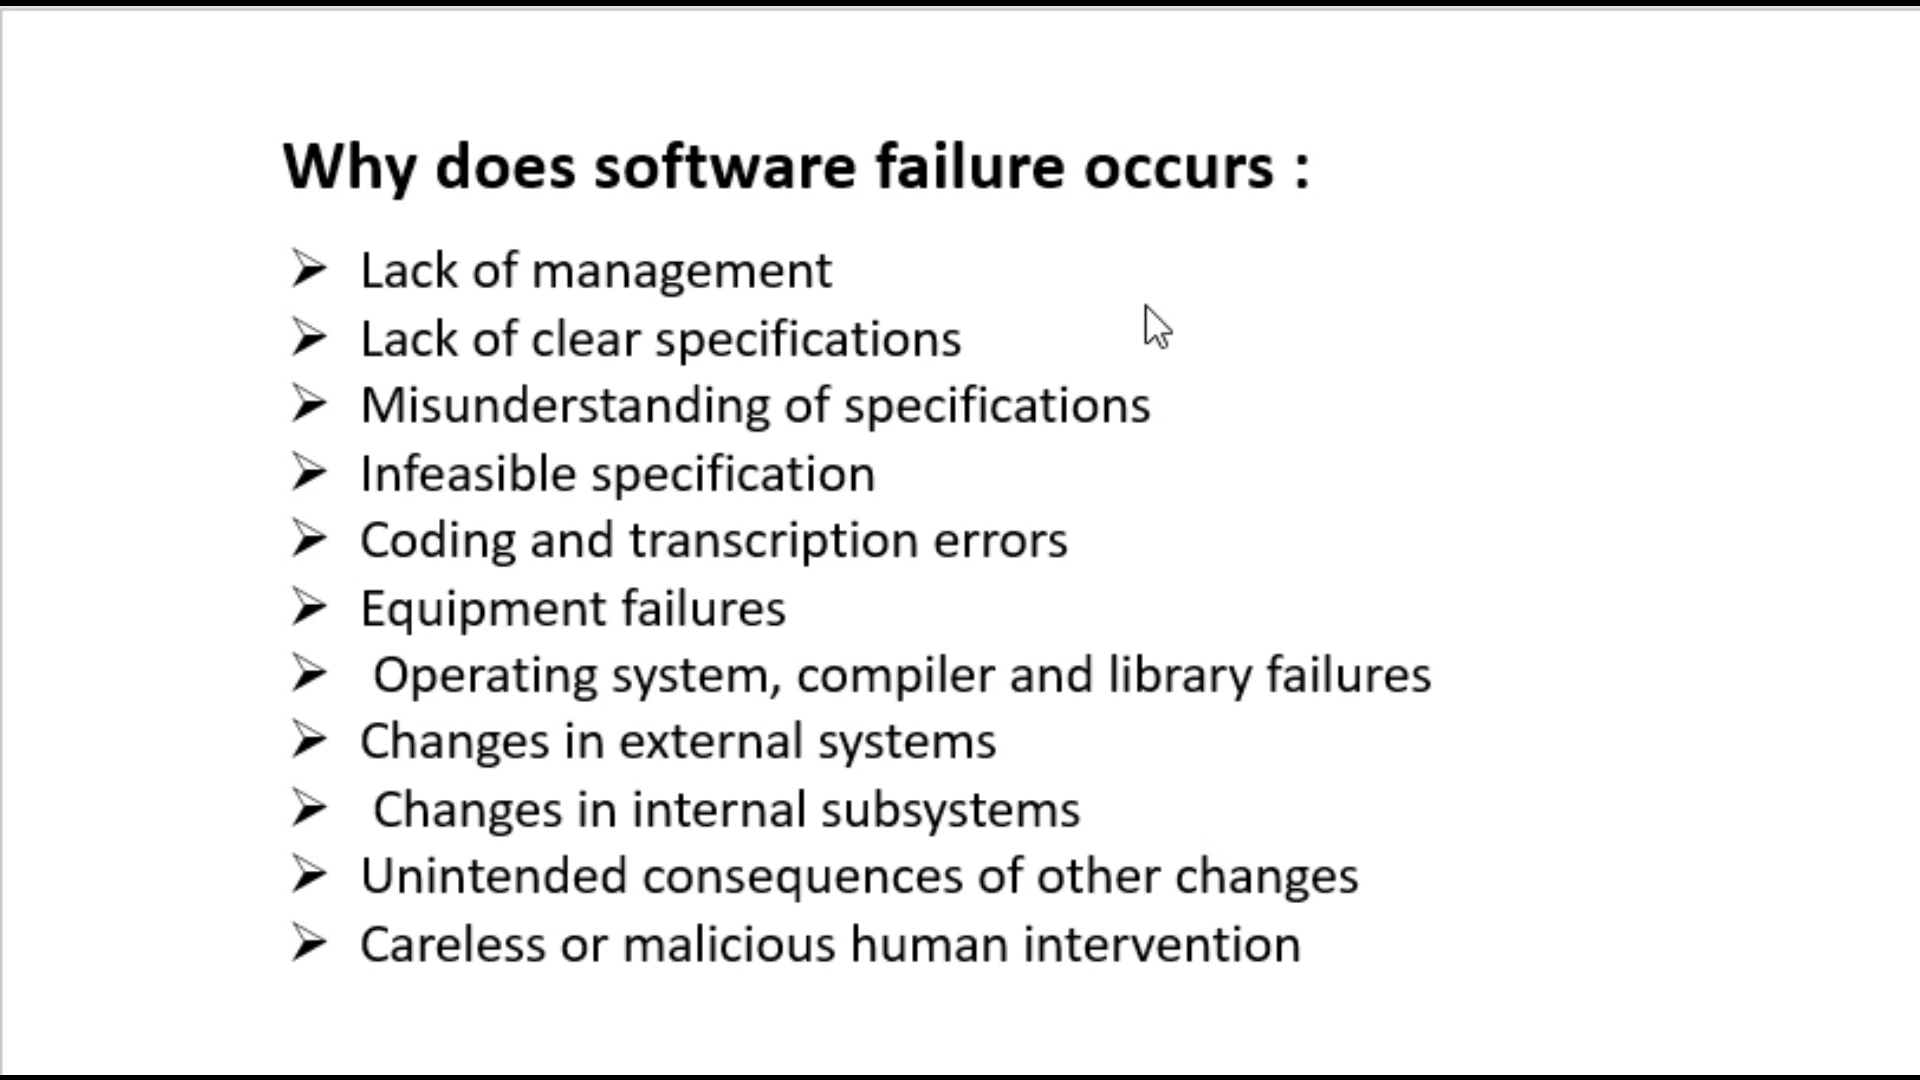 Why does software failure occurs :
➢ Lack of management
➢ Lack of clear specifications
➢ Misunderstanding of specifications
➢ Infeasible specification
➢ Coding and transcription errors
➢ Equipment failures
➢ Operating system, compiler and library failures
➢ Changes in external systems
➢ Changes in internal subsystems
➢ Unintended consequences of other changes
➢ Careless or malicious human intervention